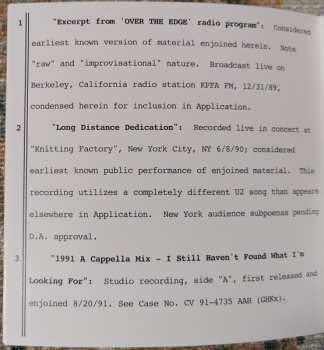 1 "Excerpt from 'OVER THE EDGE' radio program": Considered
earliest known version of material enjoined herein. Note
"raw" and "improvisational" nature. Broadcast live on
Berkeley, California radio station KPFA FM, 12/31/89,
condensed herein for inclusion in Application.
2 "Long Distance Dedication": Recorded live in concert at
"Knitting Factory", New York City, NY 6/8/90; considered
earliest known public performance of enjoined material. This
recording utilizes a completely different U2 song than appears
elsewhere in Application. New York audience subpoenas pending
D.A. approval.
3 "1991 A Cappella Mix - I Still Haven't Found What I'm
Looking For": Studio recording, side "A", first released and
enjoined 8/20/91. See Case No. CV 91-4735 AAH (GHKx).